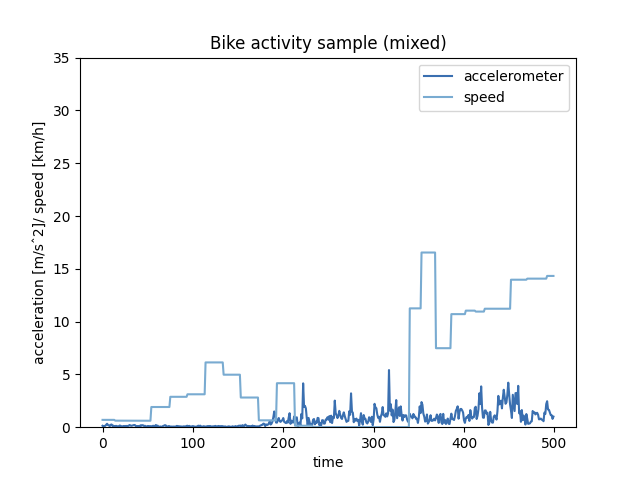 Bike activity sample (mixed)
accelerometer
speed
35
30
25
20
15
10
5
0
acceleration [m/sˆ2]/ speed [km/h]
0 100 200 300 400 500
time